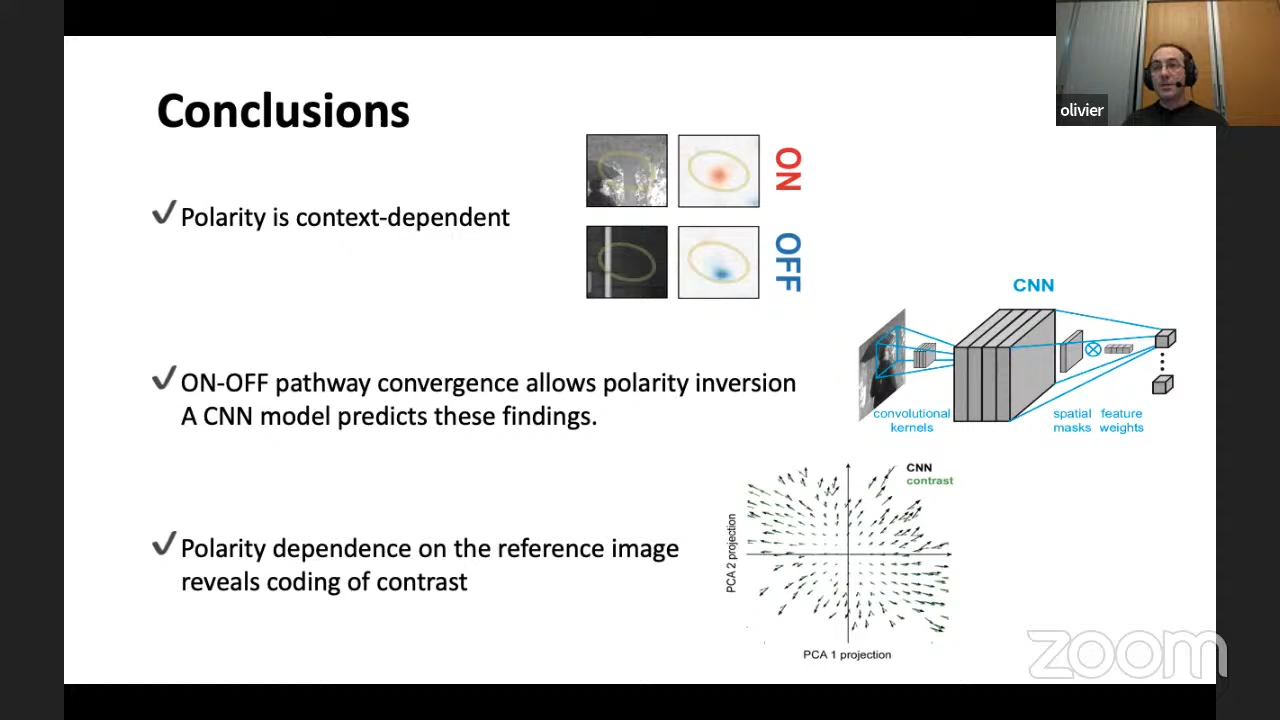 Conclusions
olivier
ON
✓ Polarity is context-dependent
OFF
CNN
✓ ON-OFF pathway convergence allows polarity inversion
A CNN model predicts these findings.
convolutional
kernels
spatial
masks
feature
weights
CNN
contrast
PCA 2 projection
✓ Polarity dependence on the reference image
reveals coding of contrast
PCA 1 projection
zoom